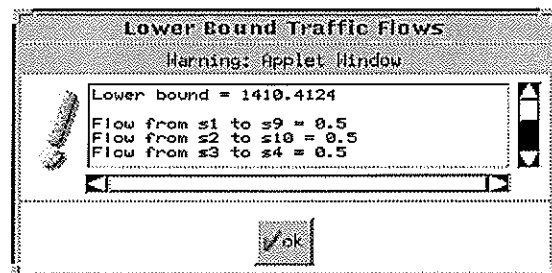 Lower Bound Traffic Flows
Warning: Applet Window
Lower bound = 1410.4124
Flow from s1 to s9 = 0.5
Flow from s2 to s10 = 0.5
Flow from s3 to s4 = 0.5
ok